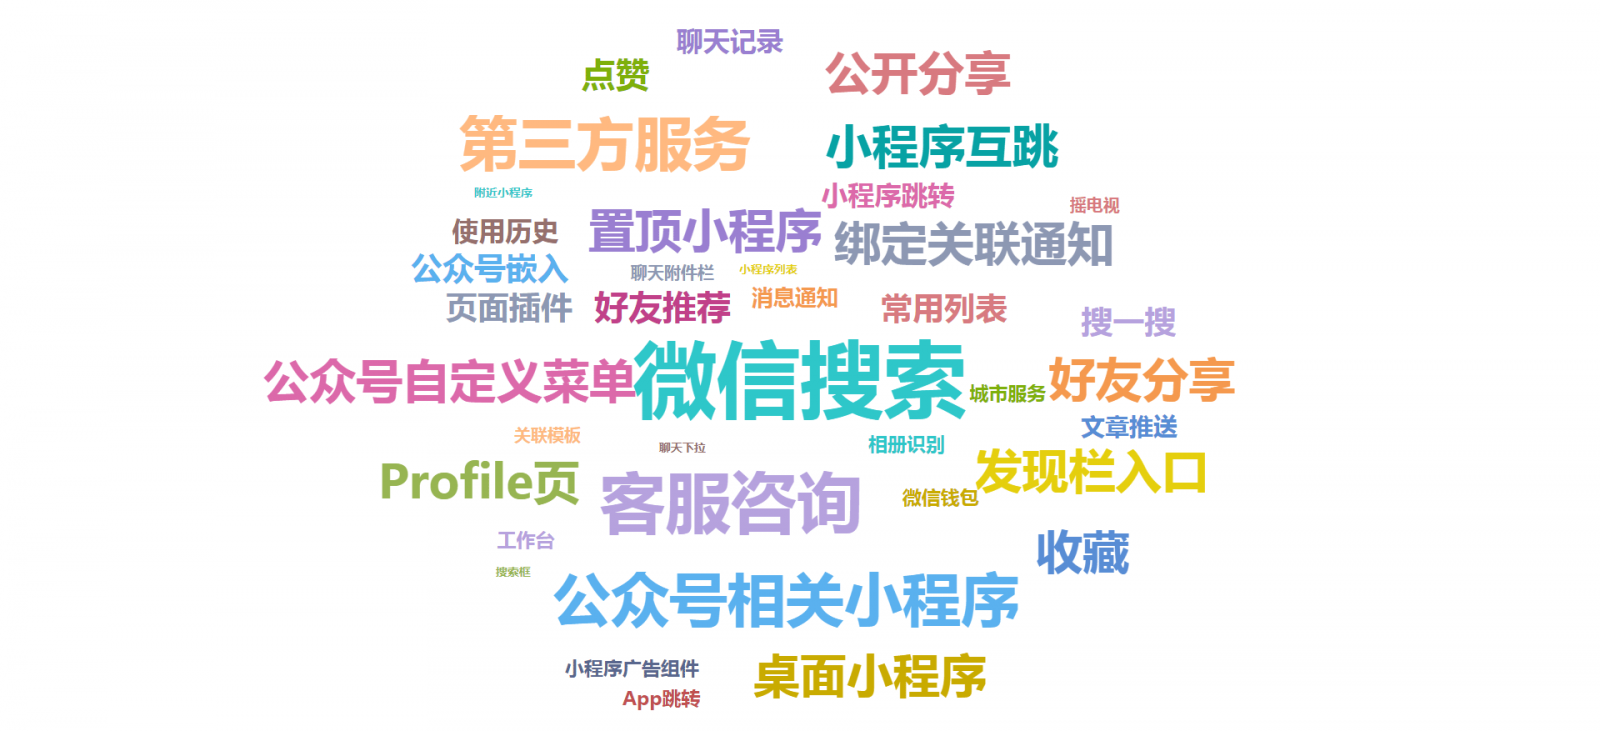 聊天记录
点赞
公开分享
第三方服务
小程序互跳
附近小程序
小程序跳转
摇电视
使用历史
置顶小程序
绑定关联通知
公众号嵌入
聊天附件栏
小程序列表
页面插件
好友推荐
消息通知
常用列表
搜一搜
公众号自定义菜单
微信搜索
城市服务
好友分享
关联模板
聊天下拉
相册识别
文章推送
Profile页
客服咨询
微信钱包
发现栏入口
工作台
搜索框
收藏
公众号相关小程序
小程序广告组件
桌面小程序
App跳转